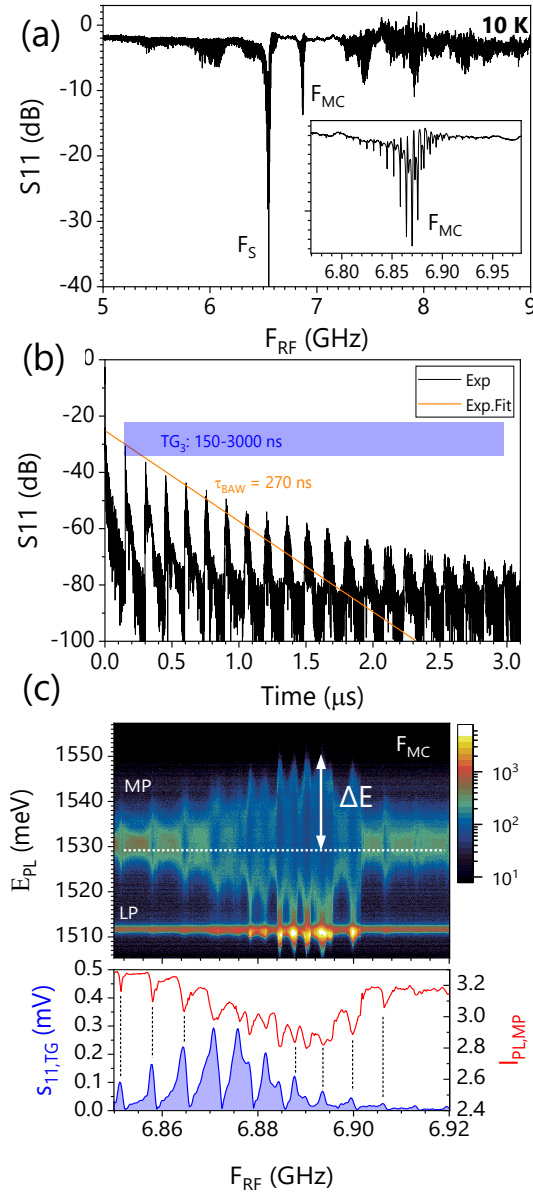 (a)
10 K
S11 (dB)
0
-10
-20
-30
-40
F_MC
F_S
F_MC
6.80 6.85 6.90 6.95
5 6 7 8 9
F_RF (GHz)
(b)
S11 (dB)
0
-20
-40
-60
-80
-100
Exp
Exp.Fit
TG_3: 150-3000 ns
τ_BAW = 270 ns
0.0 0.5 1.0 1.5 2.0 2.5 3.0
Time (μs)
(c)
E_PL (meV)
1550
1540
1530
1520
1510
MP
LP
F_MC
ΔE
10^3
10^2
10^1
s_11,TG (mV)
0.5
0.4
0.3
0.2
0.1
0.0
3.2
3.0
2.8
2.6
2.4
I_PL,MP
6.86 6.88 6.90 6.92
F_RF (GHz)